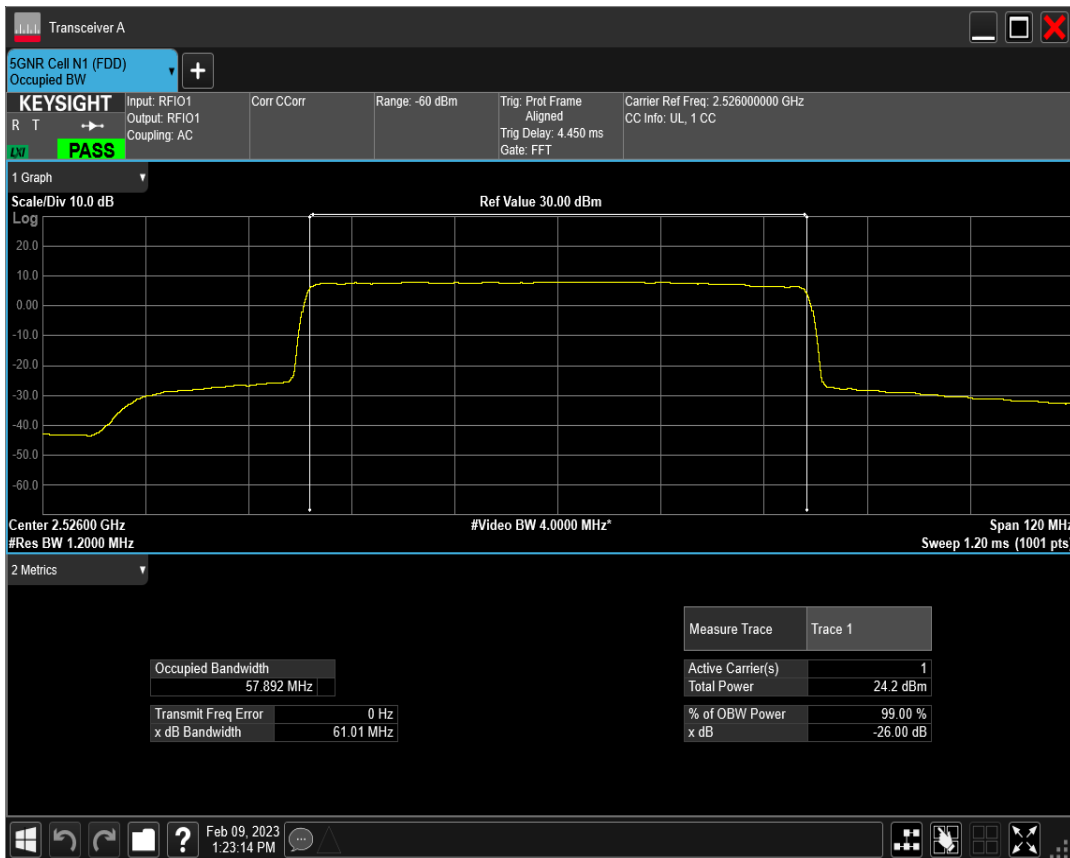 Transceiver A
5GNR Cell N1 (FDD)
Occupied BW
KEYSIGHT
R T
LXI
PASS
Input: RFIO1
Output: RFIO1
Coupling: AC
Corr CCorr
Range: -60 dBm
Trig: Prot Frame
Aligned
Trig Delay: 4.450 ms
Gate: FFT
Carrier Ref Freq: 2.526000000 GHz
CC Info: UL, 1 CC
1 Graph
Scale/Div 10.0 dB
Ref Value 30.00 dBm
Log
20.0
10.0
0.00
-10.0
-20.0
-30.0
-40.0
-50.0
-60.0
Center 2.52600 GHz
#Video BW 4.0000 MHz*
Span 120 MHz
#Res BW 1.2000 MHz
Sweep 1.20 ms (1001 pts)
2 Metrics
Measure Trace Trace 1
Occupied Bandwidth
57.892 MHz
Active Carrier(s) 1
Total Power 24.2 dBm
Transmit Freq Error 0 Hz
x dB Bandwidth 61.01 MHz
% of OBW Power 99.00 %
x dB -26.00 dB
?
Feb 09, 2023
1:23:14 PM